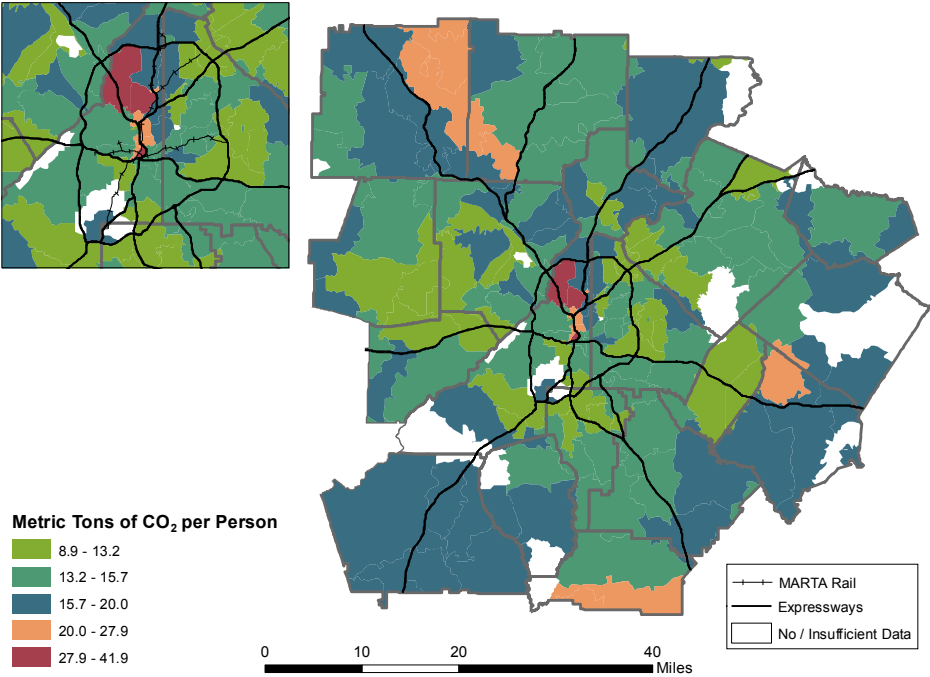 Metric Tons of CO₂ per Person
8.9 - 13.2
13.2 - 15.7
15.7 - 20.0
20.0 - 27.9
27.9 - 41.9
MARTA Rail
Expressways
No / Insufficient Data
0 10 20 40
Miles